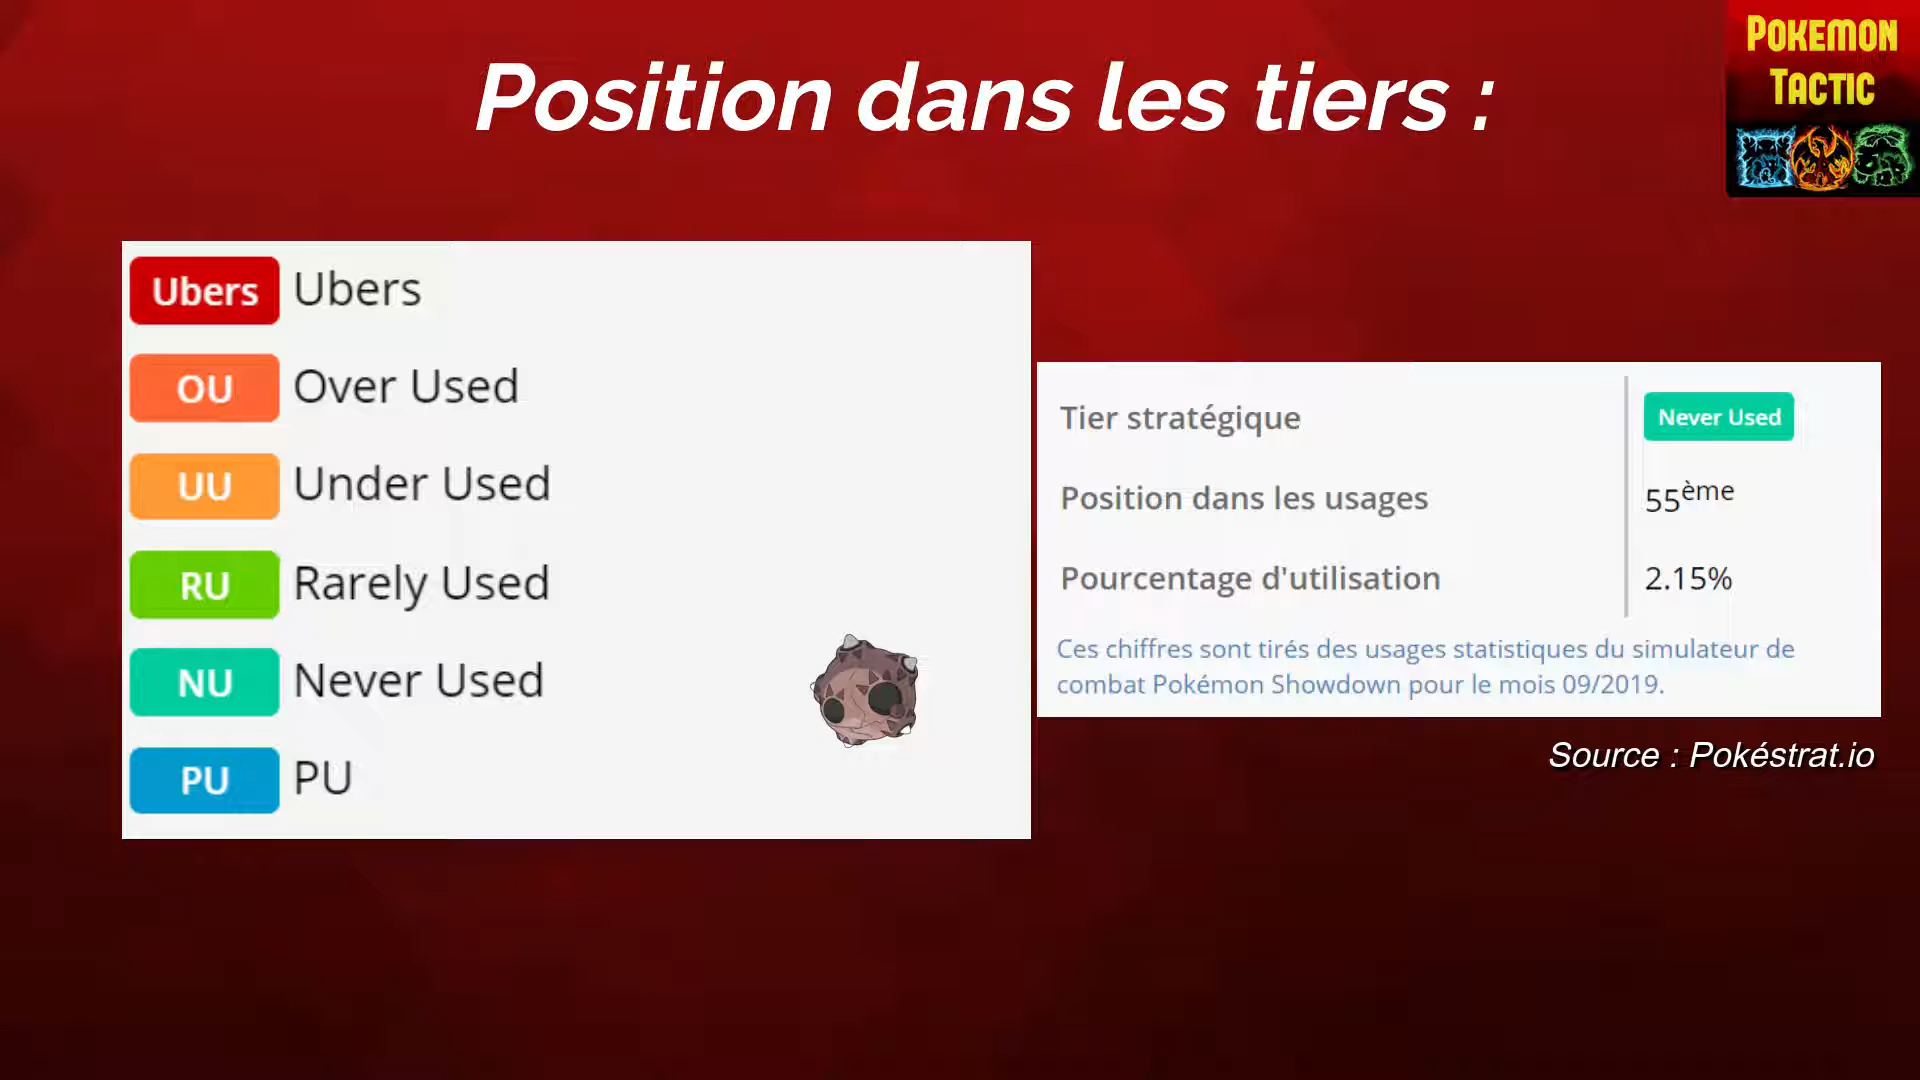 Position dans les tiers :
POKEMON
TACTIC
Ubers Ubers
OU Over Used
UU Under Used
RU Rarely Used
NU Never Used
PU PU
Tier stratégique Never Used
Position dans les usages 55ème
Pourcentage d'utilisation 2.15%
Ces chiffres sont tirés des usages statistiques du simulateur de
combat Pokémon Showdown pour le mois 09/2019.
Source : Pokéstrat.io